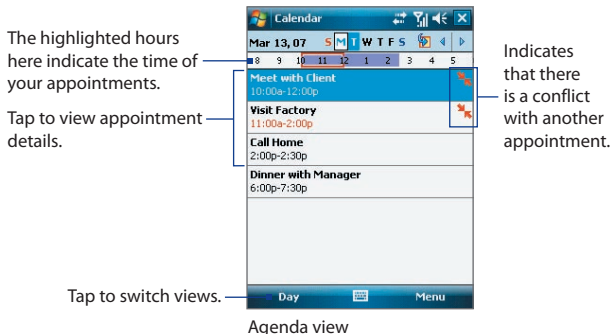 Calendar
Mar 13, 07 S M T W T F S
8 9 10 11 12 1 2 3 4 5
Meet with Client
10:00a-12:00p
Visit Factory
11:00a-2:00p
Call Home
2:00p-2:30p
Dinner with Manager
6:00p-7:30p
Day Menu
The highlighted hours
here indicate the time of
your appointments.
Tap to view appointment
details.
Indicates
that there
is a conflict
with another
appointment.
Tap to switch views.
Agenda view